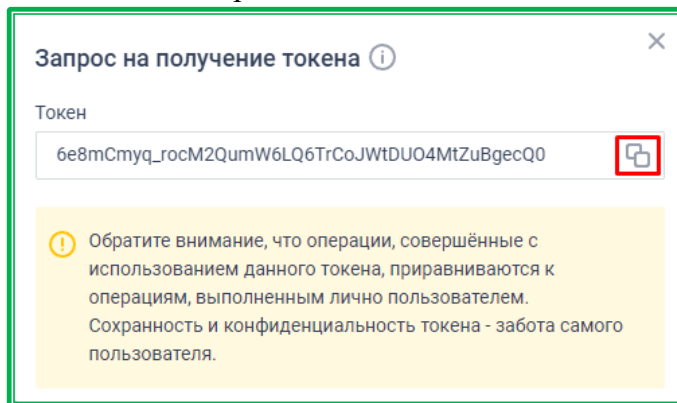 Запрос на получение токена
Токен
6e8mCmyq_rocM2QumW6LQ6TrCoJWtDUO4MtZuBgecQ0
Обратите внимание, что операции, совершённые с
использованием данного токена, приравниваются к
операциям, выполненным лично пользователем.
Сохранность и конфиденциальность токена - забота самого
пользователя.